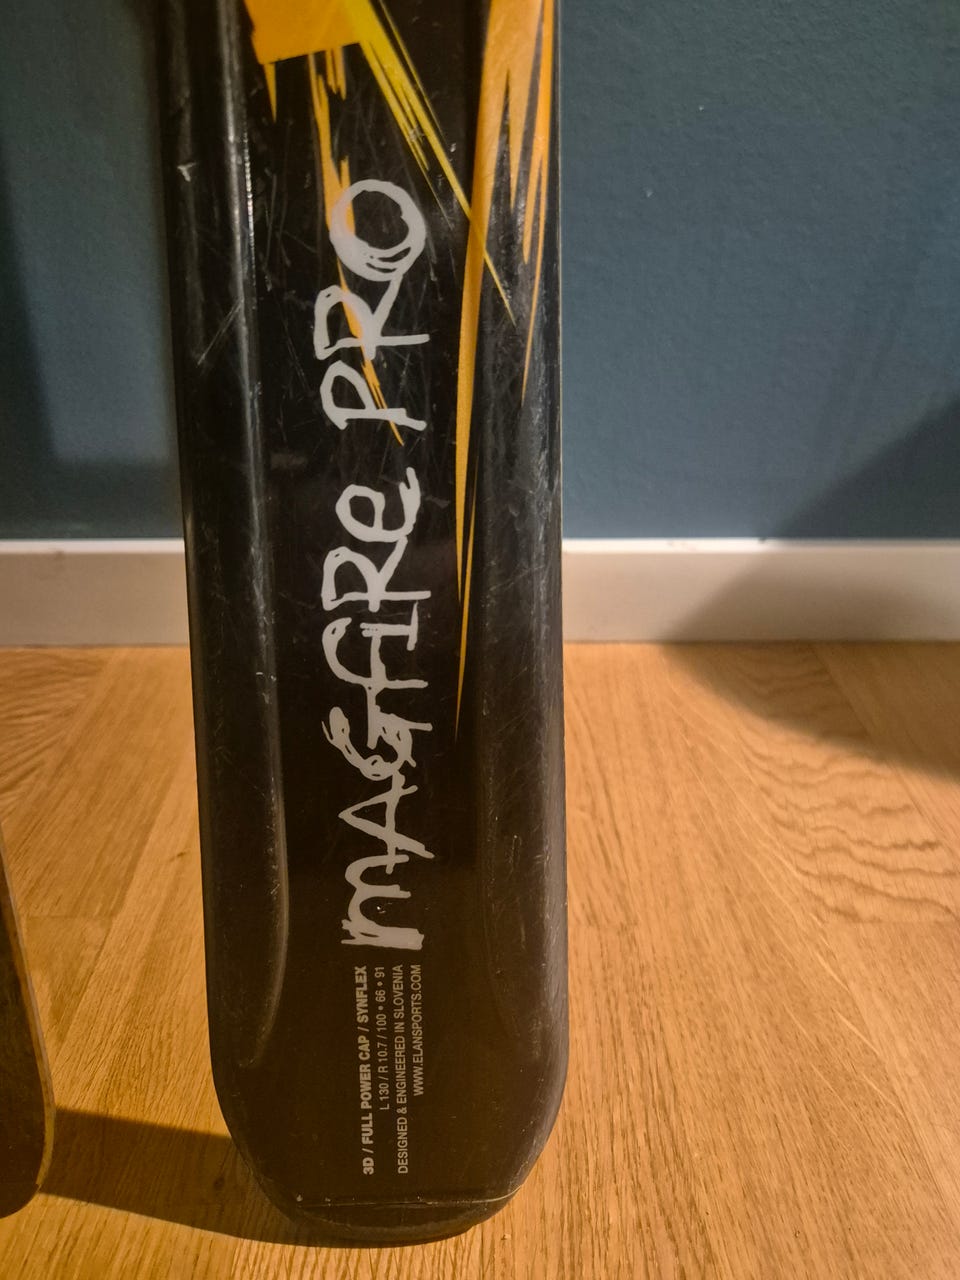 mAGfIRe PRO
3D / FULL POWER CAP / SYNFLEX
L 130 / R 10.7 / 100 • 66 • 91
DESIGNED & ENGINEERED IN SLOVENIA
WWW.ELANSPORTS.COM